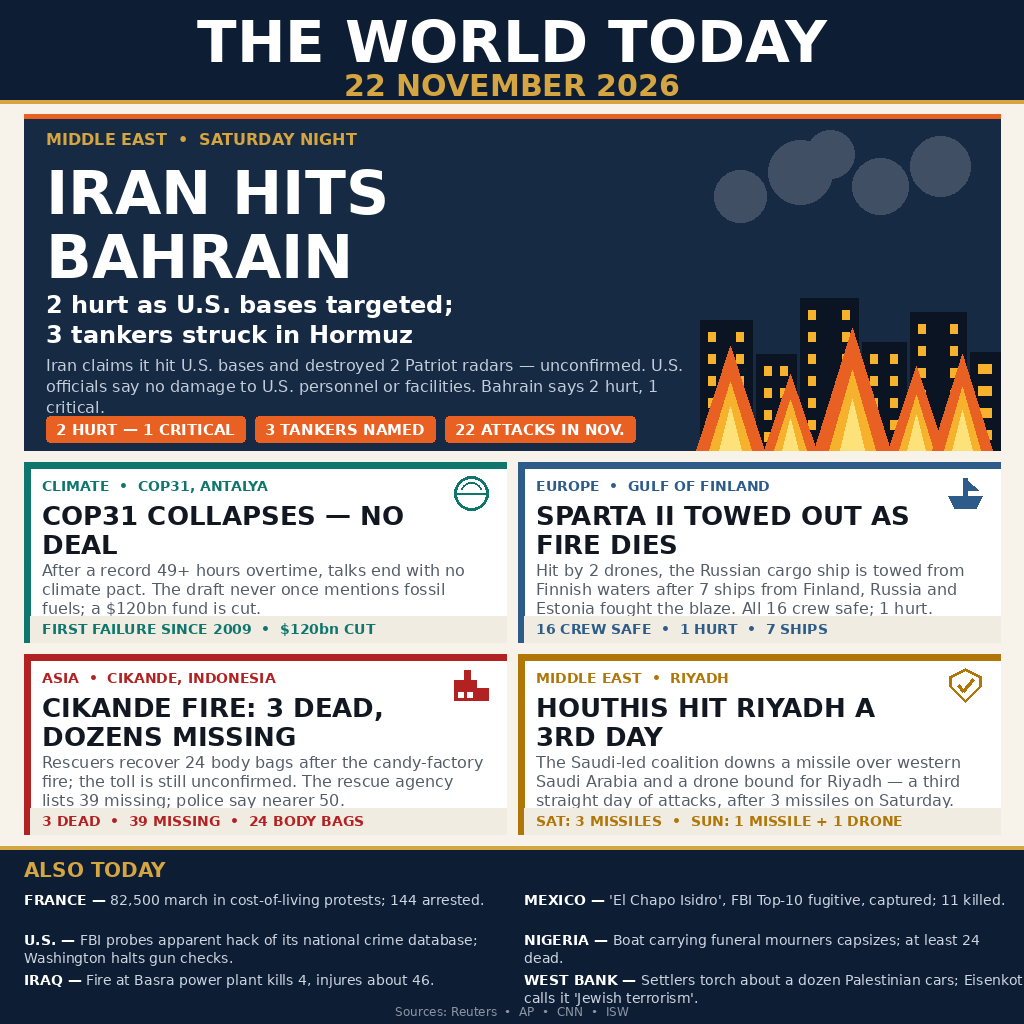 THE WORLD TODAY
22 NOVEMBER 2026
MIDDLE EAST • SATURDAY NIGHT
IRAN HITS
BAHRAIN
2 hurt as U.S. bases targeted;
3 tankers struck in Hormuz
Iran claims it hit U.S. bases and destroyed 2 Patriot radars — unconfirmed. U.S.
officials say no damage to U.S. personnel or facilities. Bahrain says 2 hurt, 1
critical.
2 HURT — 1 CRITICAL
3 TANKERS NAMED
22 ATTACKS IN NOV.
CLIMATE • COP31, ANTALYA
COP31 COLLAPSES — NO
DEAL
After a record 49+ hours overtime, talks end with no
climate pact. The draft never once mentions fossil
fuels; a $120bn fund is cut.
FIRST FAILURE SINCE 2009 • $120bn CUT
EUROPE • GULF OF FINLAND
SPARTA II TOWED OUT AS
FIRE DIES
Hit by 2 drones, the Russian cargo ship is towed from
Finnish waters after 7 ships from Finland, Russia and
Estonia fought the blaze. All 16 crew safe; 1 hurt.
16 CREW SAFE • 1 HURT • 7 SHIPS
ASIA • CIKANDE, INDONESIA
CIKANDE FIRE: 3 DEAD,
DOZENS MISSING
Rescuers recover 24 body bags after the candy-factory
fire; the toll is still unconfirmed. The rescue agency
lists 39 missing; police say nearer 50.
3 DEAD • 39 MISSING • 24 BODY BAGS
MIDDLE EAST • RIYADH
HOUTHIS HIT RIYADH A
3RD DAY
The Saudi-led coalition downs a missile over western
Saudi Arabia and a drone bound for Riyadh — a third
straight day of attacks, after 3 missiles on Saturday.
SAT: 3 MISSILES • SUN: 1 MISSILE + 1 DRONE
ALSO TODAY
FRANCE — 82,500 march in cost-of-living protests; 144 arrested.
U.S. — FBI probes apparent hack of its national crime database;
Washington halts gun checks.
IRAQ — Fire at Basra power plant kills 4, injures about 46.
MEXICO — 'El Chapo Isidro', FBI Top-10 fugitive, captured; 11 killed.
NIGERIA — Boat carrying funeral mourners capsizes; at least 24
dead.
WEST BANK — Settlers torch about a dozen Palestinian cars; Eisenkot
calls it 'Jewish terrorism'.
Sources: Reuters • AP • CNN • ISW